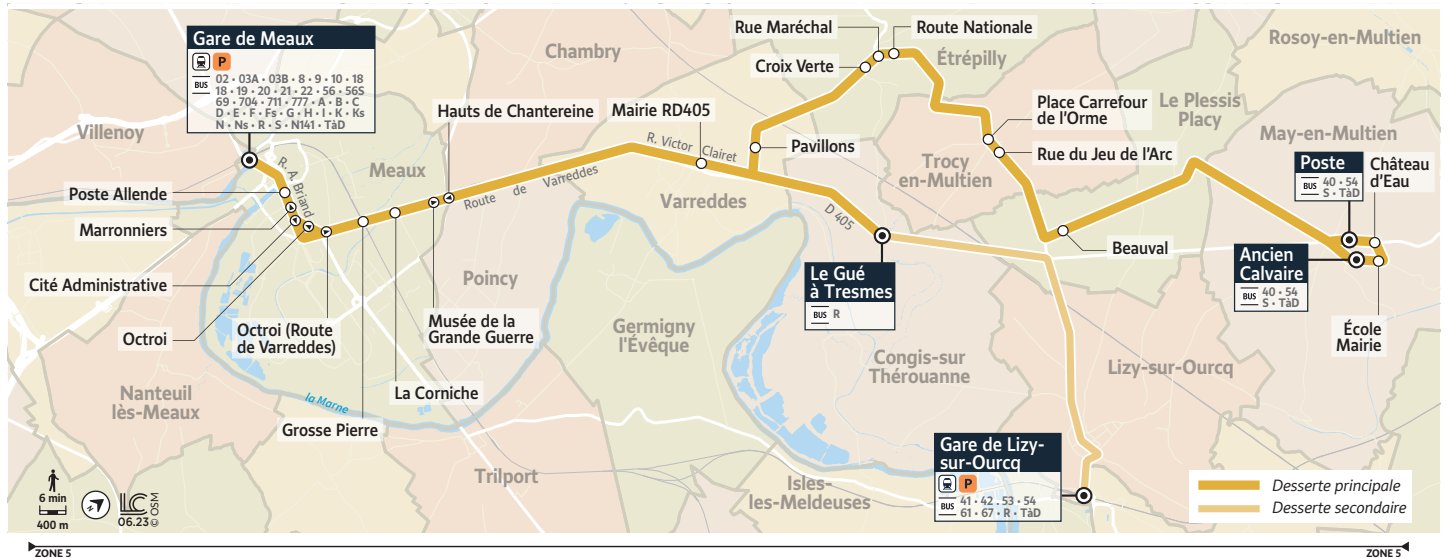 Gare de Meaux
P
BUS
02 • 03A • 03B • 8 • 9 • 10 • 18
18 • 19 • 20 • 21 • 22 • 56 • 56S
69 • 704 • 711 • 777 • A • B • C
D • E • F • Fs • G • H • I • K • Ks
N • Ns • R • S • N141 • TàD
Villenoy
Chambry
Meaux
Poste Allende
Marronniers
Cité Administrative
Octroi
R. A. Briand
Octroi (Route
de Varreddes)
Grosse Pierre
La Corniche
Musée de la
Grande Guerre
Hauts de Chantereine
Route de Varreddes
Poincy
Nanteuil
lès-Meaux
la Marne
Trilport
Germigny
l'Évêque
Mairie RD405
R. Victor Clairet
Varreddes
D 405
Pavillons
Croix Verte
Rue Maréchal
Route Nationale
Étrépilly
Le Gué
à Tresmes
BUS R
Congis-sur
Thérouanne
Isles-
les-Meldeuses
Trocy
en-Multien
Place Carrefour
de l'Orme
Rue du Jeu de l'Arc
Le Plessis
Placy
Beauval
Rosoy-en-Multien
May-en-Multien
Poste
BUS
40 • 54
S • TàD
Château
d'Eau
Ancien
Calvaire
BUS
40 • 54
S • TàD
École
Mairie
Lizy-sur-Ourcq
Gare de Lizy-
sur-Ourcq
P
BUS
41 • 42 • 53 • 54
61 • 67 • R • TàD
Desserte principale
Desserte secondaire
6 min
400 m
LC
06.23 © OSM
ZONE 5
ZONE 5